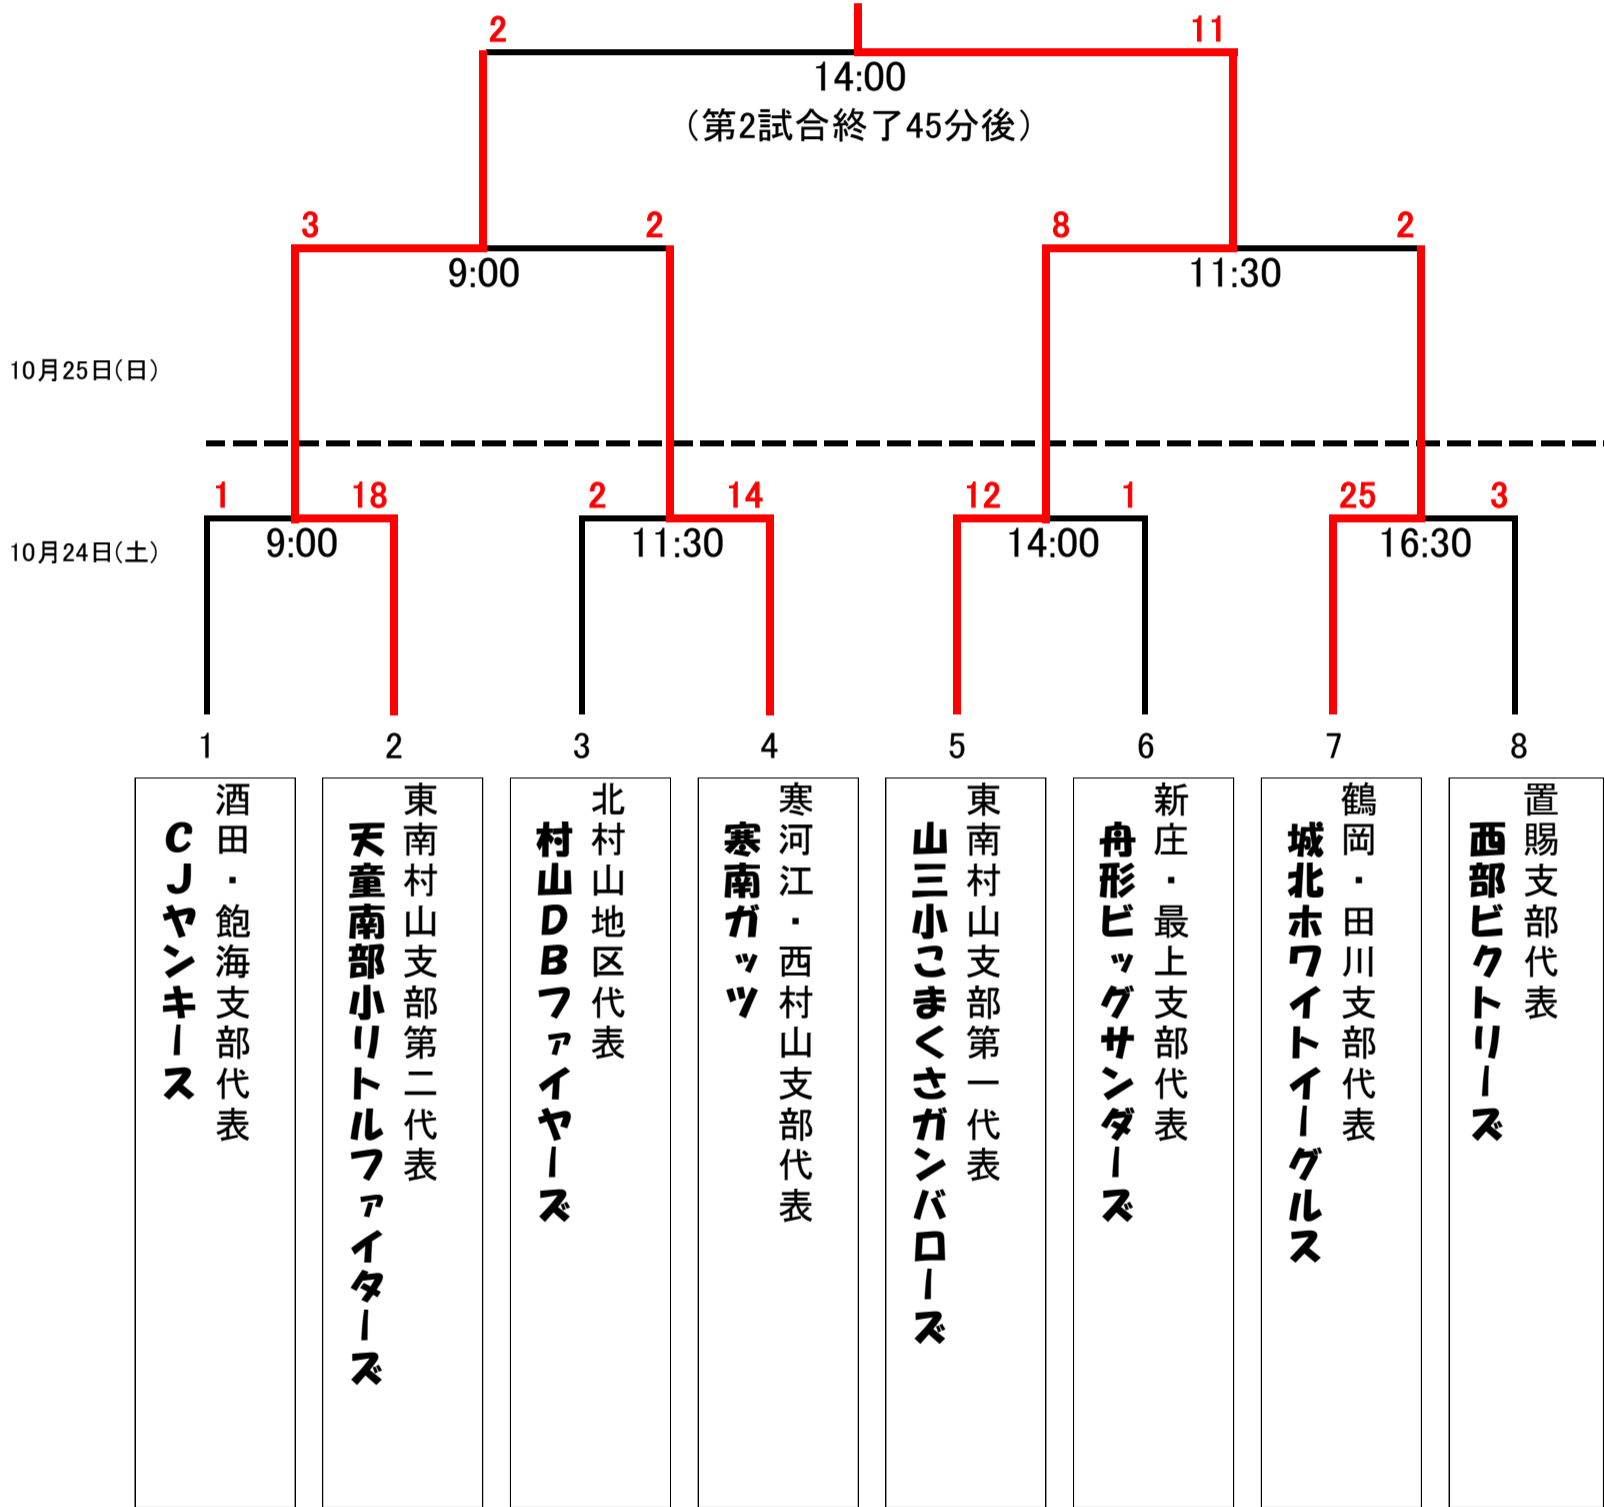 2
11
14:00
（第2試合終了45分後）
3
2
8
2
9:00
11:30
10月25日(日)
1
18
2
14
12
1
25
3
10月24日(土)
9:00
11:30
14:00
16:30
1
2
3
4
5
6
7
8
酒田・飽海支部代表
CJヤンキース
東南村山支部第二代表
天童南部小リトルファイターズ
北村山地区代表
村山DBファイヤーズ
寒河江・西村山支部代表
寒南ガッツ
東南村山支部第一代表
山三小こまくさガンバローズ
新庄・最上支部代表
舟形ビッグサンダーズ
鶴岡・田川支部代表
城北ホワイトイーグルス
置賜支部代表
西部ビクトリーズ